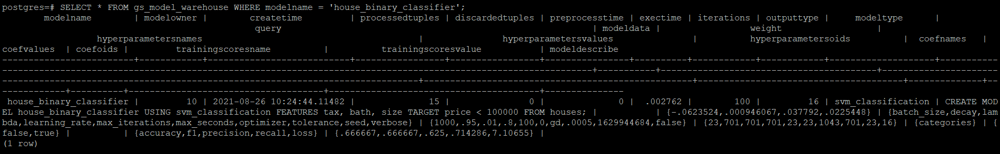 postgres=# SELECT * FROM gs_model_warehouse WHERE modelname = 'house_binary_classifier';
modelname | modelowner | createtime | processedtuples | discardedtuples | preprocesstime | exectime | iterations | outputtype | modeltype |
query | modeldata | weight |
hyperparametersnames | hyperparametersvalues | hyperparametersoids | coefnames |
coefvalues | coefoids | trainingscoresname | trainingscoresvalue | modeldescribe
house_binary_classifier | 10 | 2021-08-26 10:24:44.11482 | 15 | 0 | 0 | .002762 | 100 | 16 | svm_classification | CREATE MOD
EL house_binary_classifier USING svm_classification FEATURES tax, bath, size TARGET price < 100000 FROM houses; | | {-.0623524,.000946067,.037792,.0225448} | {batch_size,decay,lam
bda,learning_rate,max_iterations,max_seconds,optimizer,tolerance,seed,verbose} | {1000,.95,.01,.8,100,0,gd,.0005,1629944684,false} | {23,701,701,701,23,23,1043,701,23,16} | {categories} | {
false,true} | | {accuracy,f1,precision,recall,loss} | {.666667,.666667,.625,.714286,7.10655} |
(1 row)